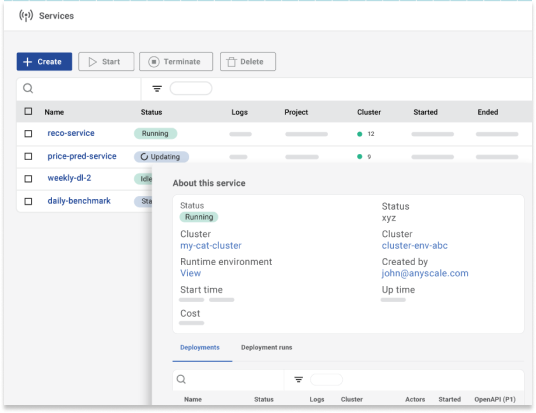 Services
Create Start Terminate Delete
Name Status Logs Project Cluster Started Ended
reco-service Running 12
price-pred-service Updating 9
weekly-dl-2 Idle
daily-benchmark Sta
About this service
Status Status
Running xyz
Cluster Cluster
my-cat-cluster cluster-env-abc
Runtime environment Created by
View john@anyscale.com
Start time Up time
Cost
Deployments Deployment runs
Name Status Logs Cluster Actors Started OpenAPI (P1)